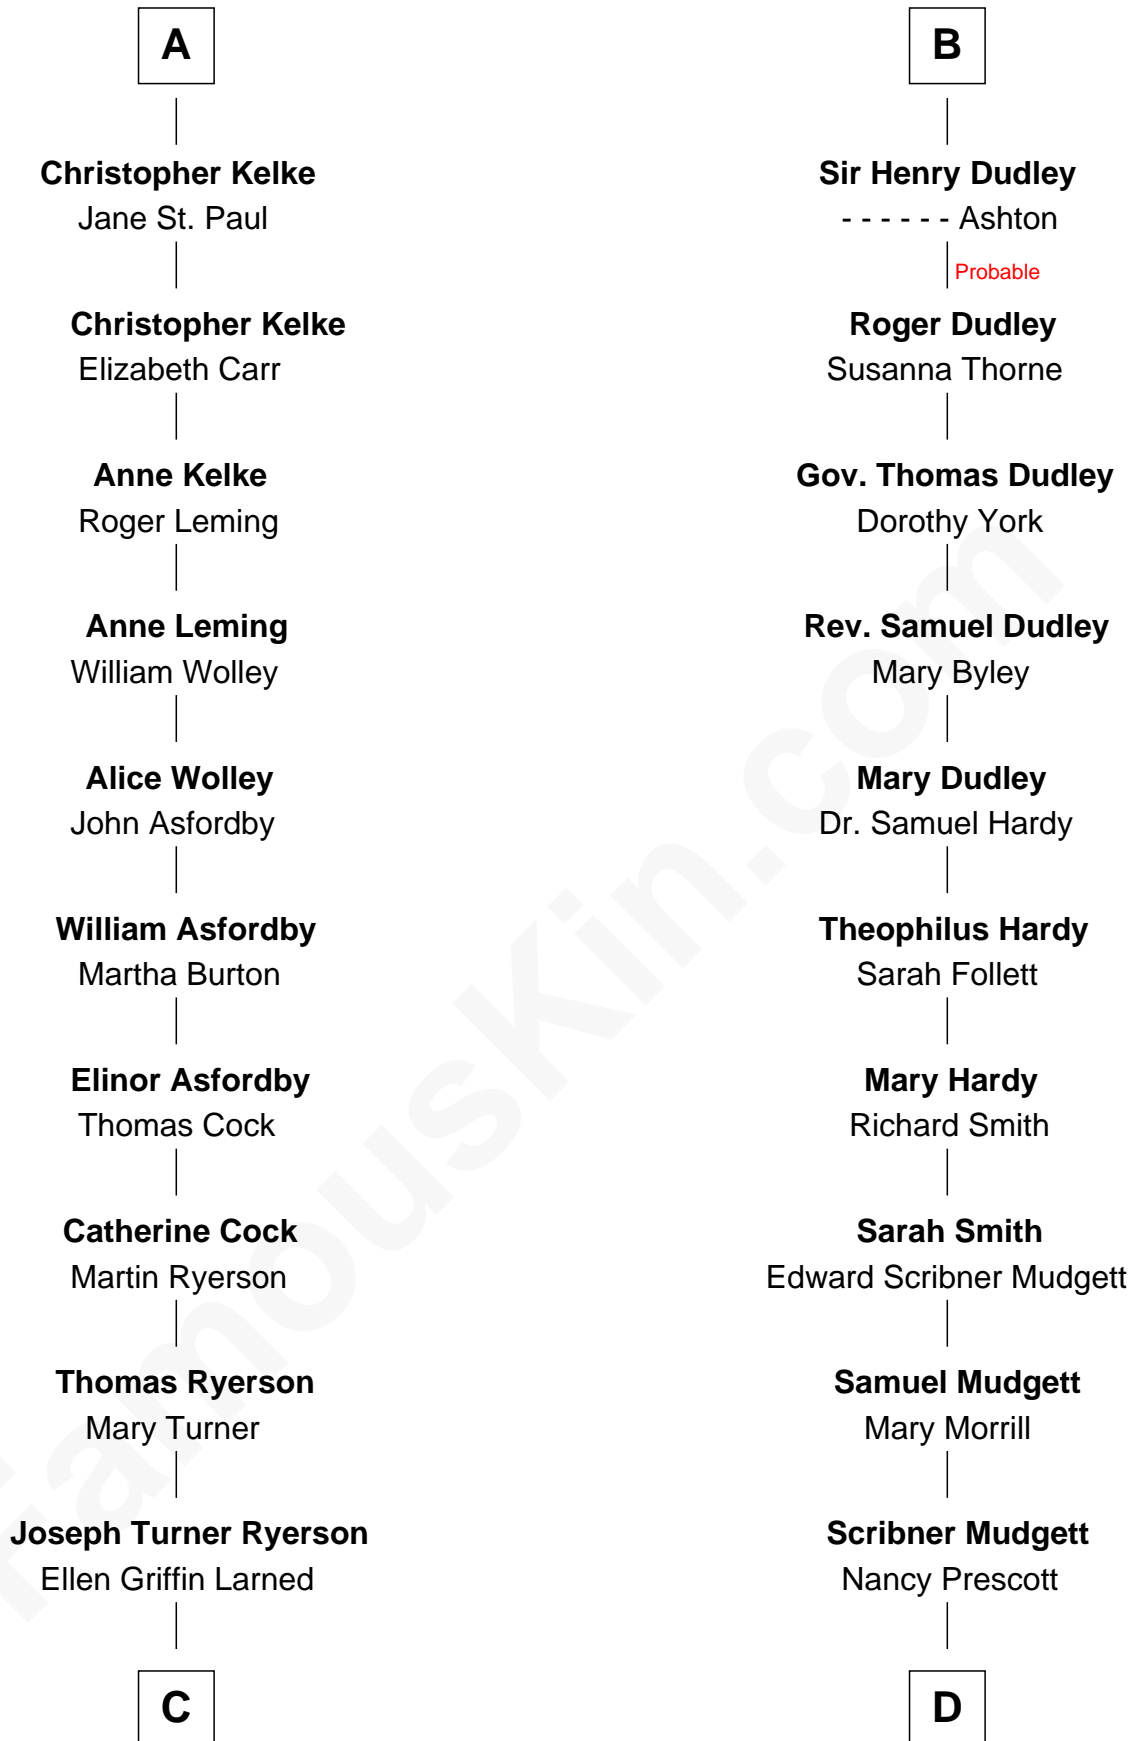 A
Christopher Kelke
Jane St. Paul
Christopher Kelke
Elizabeth Carr
Anne Kelke
Roger Leming
Anne Leming
William Wolley
Alice Wolley
John Asfordby
William Asfordby
Martha Burton
Elinor Asfordby
Thomas Cock
Catherine Cock
Martin Ryerson
Thomas Ryerson
Mary Turner
Joseph Turner Ryerson
Ellen Griffin Larned
C
B
Sir Henry Dudley
- - - - - - Ashton
Probable
Roger Dudley
Susanna Thorne
Gov. Thomas Dudley
Dorothy York
Rev. Samuel Dudley
Mary Byley
Mary Dudley
Dr. Samuel Hardy
Theophilus Hardy
Sarah Follett
Mary Hardy
Richard Smith
Sarah Smith
Edward Scribner Mudgett
Samuel Mudgett
Mary Morrill
Scribner Mudgett
Nancy Prescott
D
FamousKin.com